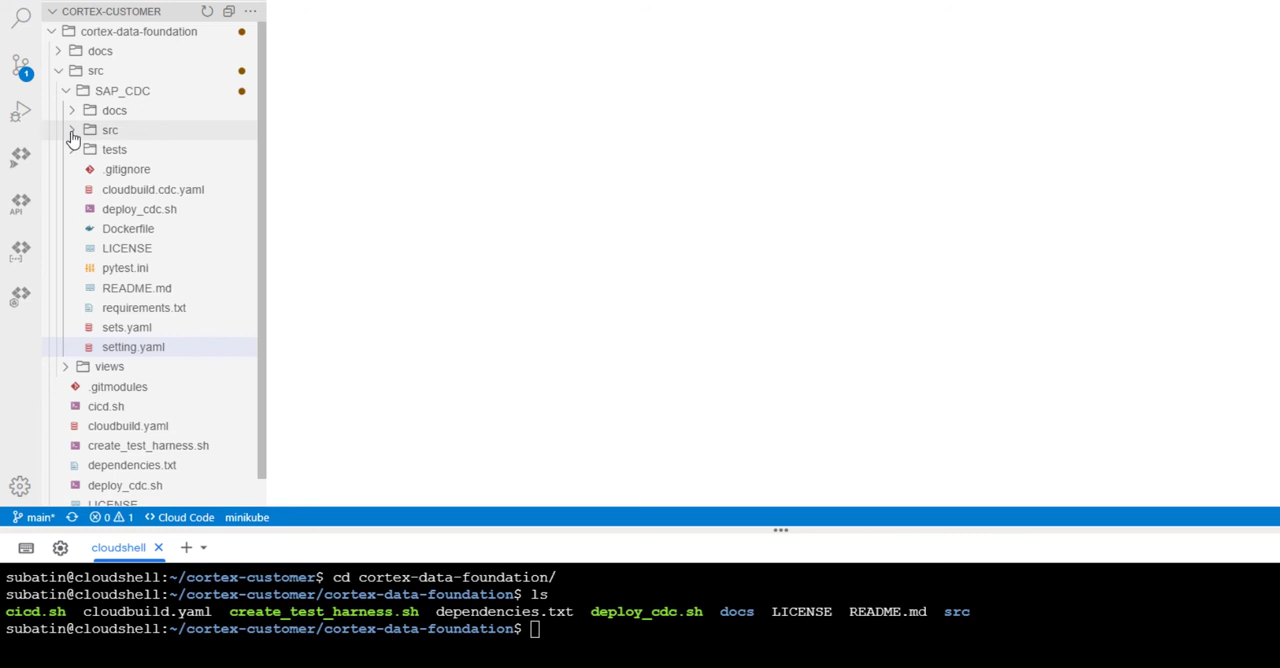 CORTEX-CUSTOMER
cortex-data-foundation
docs
src
1
SAP_CDC
docs
src
tests
.gitignore
cloudbuild.cdc.yaml
API
deploy_cdc.sh
Dockerfile
LICENSE
pytest.ini
README.md
requirements.txt
sets.yaml
setting.yaml
views
.gitmodules
cicd.sh
cloudbuild.yaml
create_test_harness.sh
dependencies.txt
deploy_cdc.sh
LICENSE
main* 0 1 Cloud Code minikube
cloudshell
subatin@cloudshell:~/cortex-customer$ cd cortex-data-foundation/
subatin@cloudshell:~/cortex-customer/cortex-data-foundation$ ls
cicd.sh cloudbuild.yaml create_test_harness.sh dependencies.txt deploy_cdc.sh docs LICENSE README.md src
subatin@cloudshell:~/cortex-customer/cortex-data-foundation$